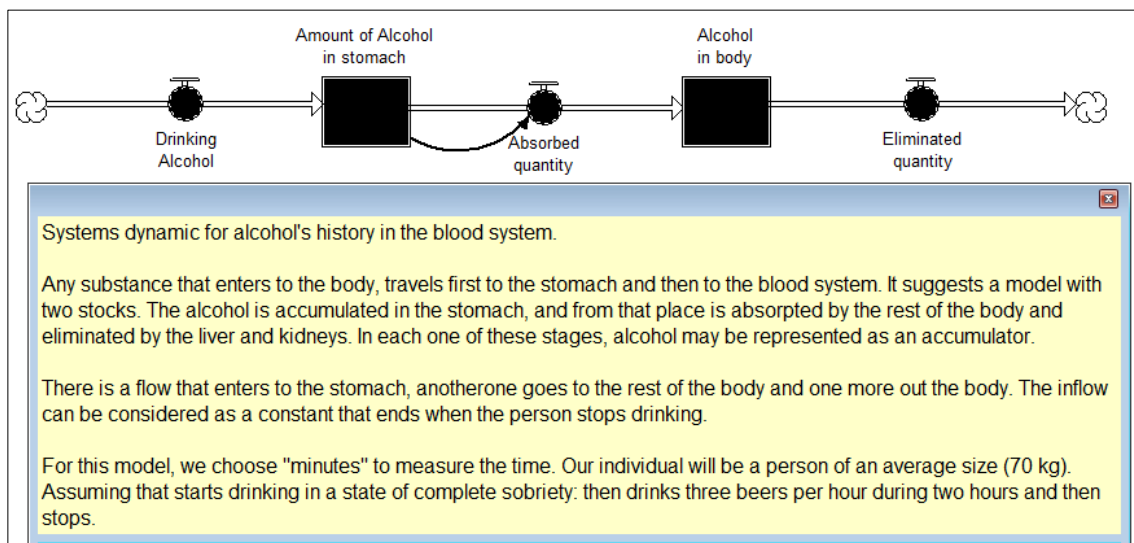 Amount of Alcohol
in stomach
Alcohol
in body
Drinking
Alcohol
Absorbed
quantity
Eliminated
quantity
Systems dynamic for alcohol's history in the blood system.
Any substance that enters to the body, travels first to the stomach and then to the blood system. It suggests a model with
two stocks. The alcohol is accumulated in the stomach, and from that place is absorpted by the rest of the body and
eliminated by the liver and kidneys. In each one of these stages, alcohol may be represented as an accumulator.
There is a flow that enters to the stomach, anotherone goes to the rest of the body and one more out the body. The inflow
can be considered as a constant that ends when the person stops drinking.
For this model, we choose "minutes" to measure the time. Our individual will be a person of an average size (70 kg).
Assuming that starts drinking in a state of complete sobriety: then drinks three beers per hour during two hours and then
stops.